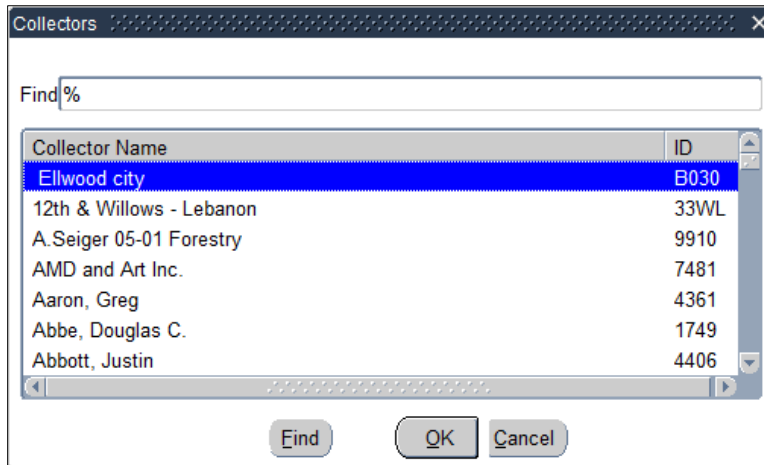 Collectors
Find %
Collector Name ID
Ellwood city B030
12th & Willows - Lebanon 33WL
A.Seiger 05-01 Forestry 9910
AMD and Art Inc. 7481
Aaron, Greg 4361
Abbe, Douglas C. 1749
Abbott, Justin 4406
Find OK Cancel